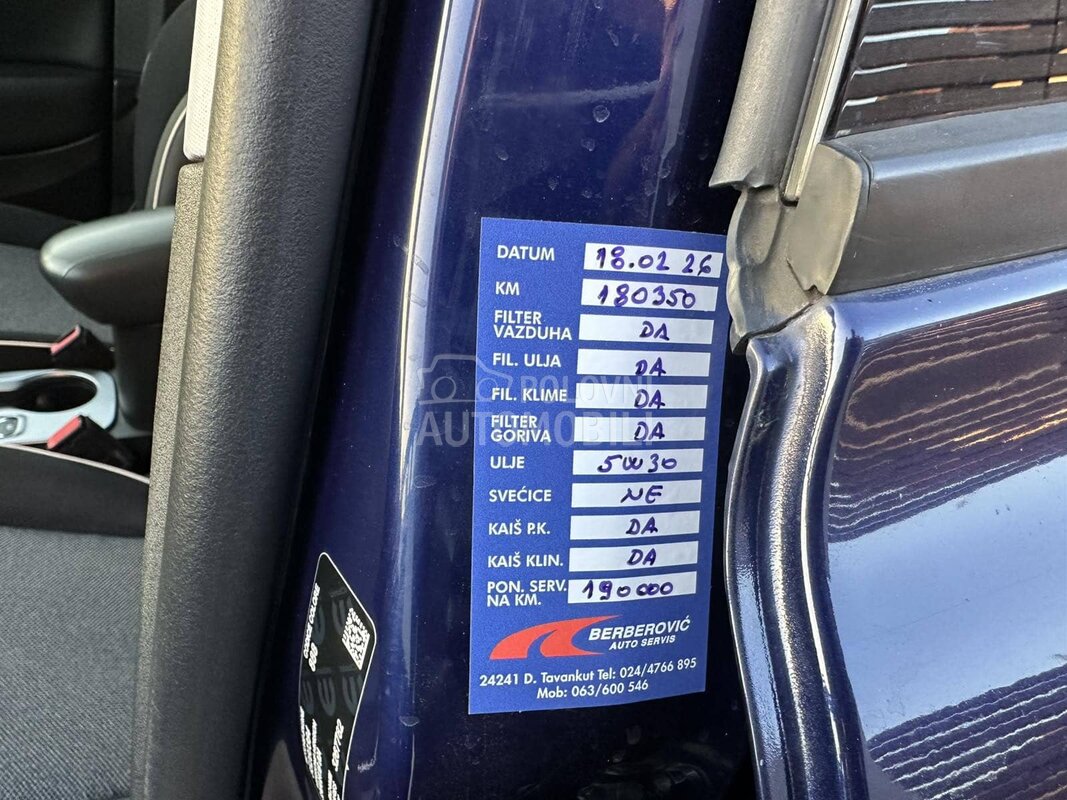 DATUM 18.02 26
KM 180350
FILTER VAZDUHA DA
FIL. ULJA DA
FIL. KLIME DA
FILTER GORIVA DA
ULJE 5W30
SVEĆICE NE
KAIŠ P.K. DA
KAIŠ KLIN. DA
PON. SERV. NA KM. 190000
BERBEROVIĆ
AUTO SERVIS
24241 D. Tavankut Tel: 024/4766 895
Mob: 063/600 546
POLOVNI
AUTOMOBILI